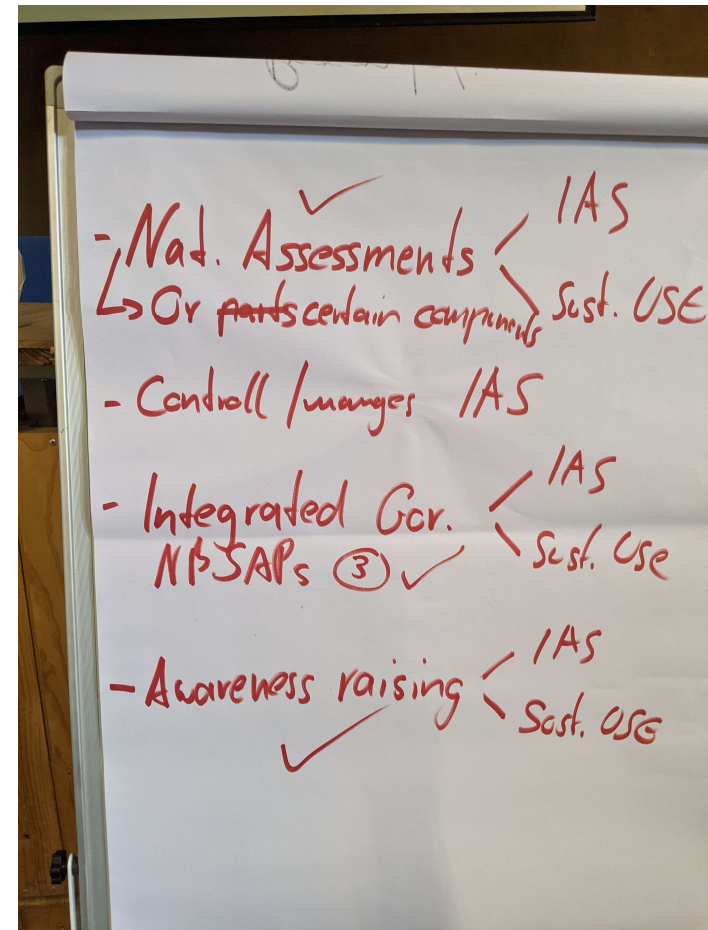 ✓ IAS
- Nat. Assessments <
↳ Or ~~parts~~ certain components Sust. USE
- Controll / manges IAS
IAS
- Integrated Gov. <
NBSAPs ③ ✓ Sust. Use
IAS
- Awareness raising <
✓ Sust. USE